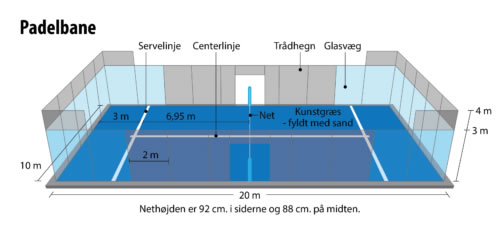 Padelbane
Servelinje
Centerlinje
Trådhegn
Glasvæg
3 m
6,95 m
Net
Kunstgræs
- fyldt med sand
4 m
3 m
2 m
10 m
20 m
Nethøjden er 92 cm. i siderne og 88 cm. på midten.